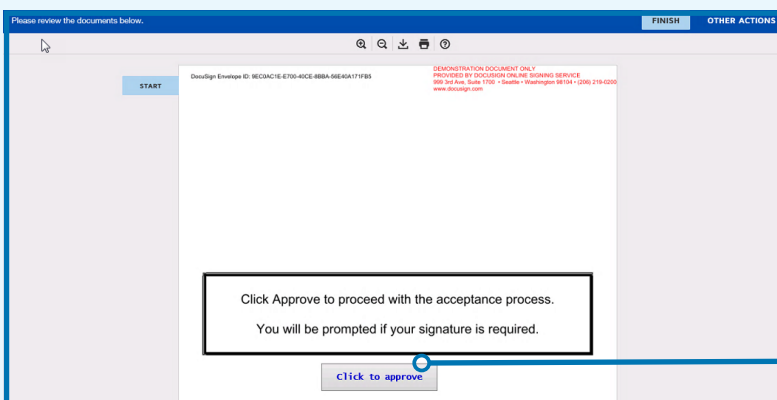 Please review the documents below.
FINISH
OTHER ACTIONS
START
DocuSign Envelope ID: 9EC0AC1E-E700-40CE-8BBA-56E40A171FB5
DEMONSTRATION DOCUMENT ONLY
PROVIDED BY DOCUSIGN ONLINE SIGNING SERVICE
999 3rd Ave, Suite 1700 • Seattle • Washington 98104 • (206) 219-0200
www.docusign.com
Click Approve to proceed with the acceptance process.
You will be prompted if your signature is required.
Click to approve